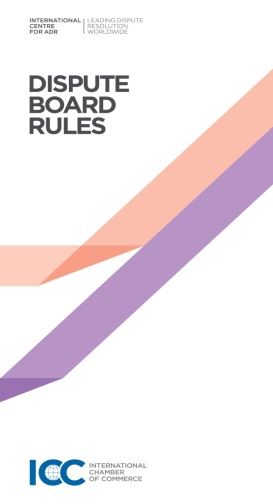 INTERNATIONAL
CENTRE
FOR ADR
LEADING DISPUTE
RESOLUTION
WORLDWIDE
DISPUTE
BOARD
RULES
ICC
INTERNATIONAL
CHAMBER
OF COMMERCE